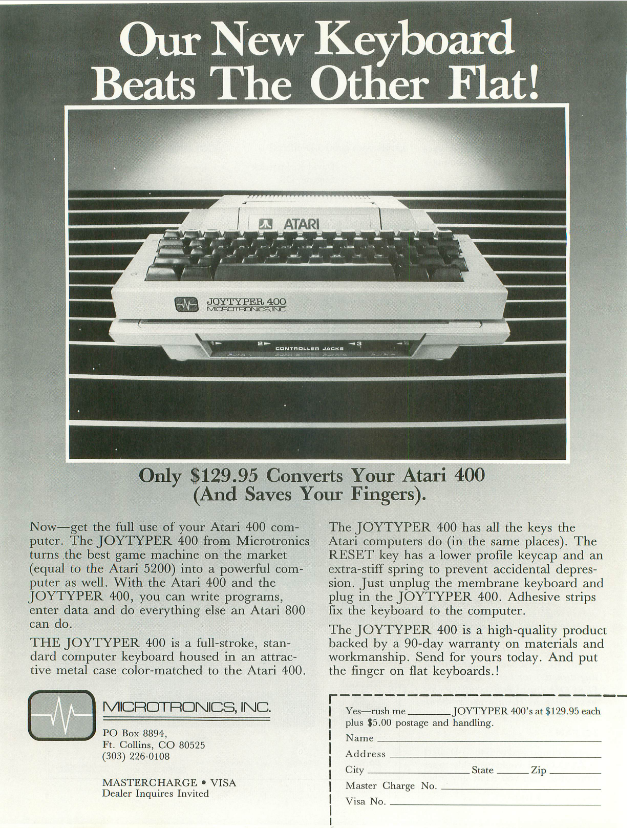 Our New Keyboard
Beats The Other Flat!
ATARI
JOYTYPER 400
MICROTRONICS, INC.
1 2 CONTROLLER JACKS 3
Only $129.95 Converts Your Atari 400
(And Saves Your Fingers).
Now—get the full use of your Atari 400 com-
puter. The JOYTYPER 400 from Microtronics
turns the best game machine on the market
(equal to the Atari 5200) into a powerful com-
puter as well. With the Atari 400 and the
JOYTYPER 400, you can write programs,
enter data and do everything else an Atari 800
can do.
THE JOYTYPER 400 is a full-stroke, stan-
dard computer keyboard housed in an attrac-
tive metal case color-matched to the Atari 400.
The JOYTYPER 400 has all the keys the
Atari computers do (in the same places). The
RESET key has a lower profile keycap and an
extra-stiff spring to prevent accidental depres-
sion. Just unplug the membrane keyboard and
plug in the JOYTYPER 400. Adhesive strips
fix the keyboard to the computer.
The JOYTYPER 400 is a high-quality product
backed by a 90-day warranty on materials and
workmanship. Send for yours today. And put
the finger on flat keyboards.!
MICROTRONICS, INC.
PO Box 8894,
Ft. Collins, CO 80525
(303) 226-0108
MASTERCHARGE • VISA
Dealer Inquires Invited
Yes—rush me ________ JOYTYPER 400's at $129.95 each
plus $5.00 postage and handling.
Name ________
Address ________
City ________ State ________ Zip ________
Master Charge No. ________
Visa No. ________